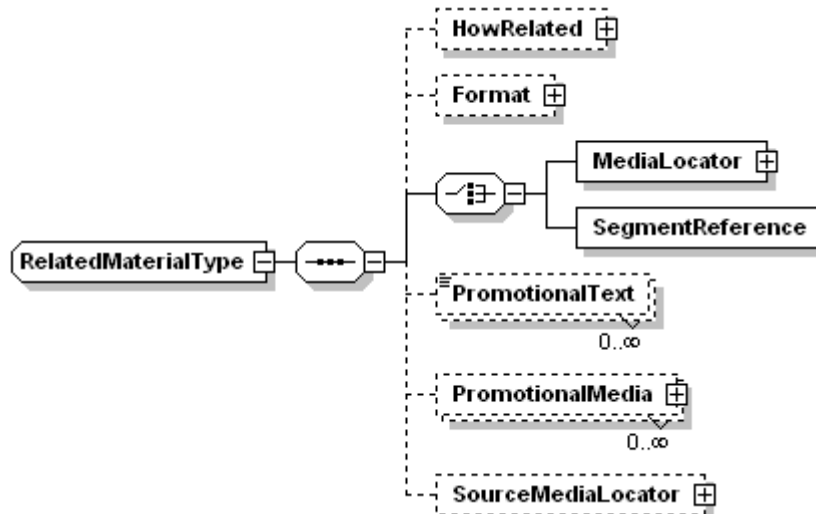 HowRelated
Format
MediaLocator
SegmentReference
RelatedMaterialType
PromotionalText
0..∞
PromotionalMedia
0..∞
SourceMediaLocator